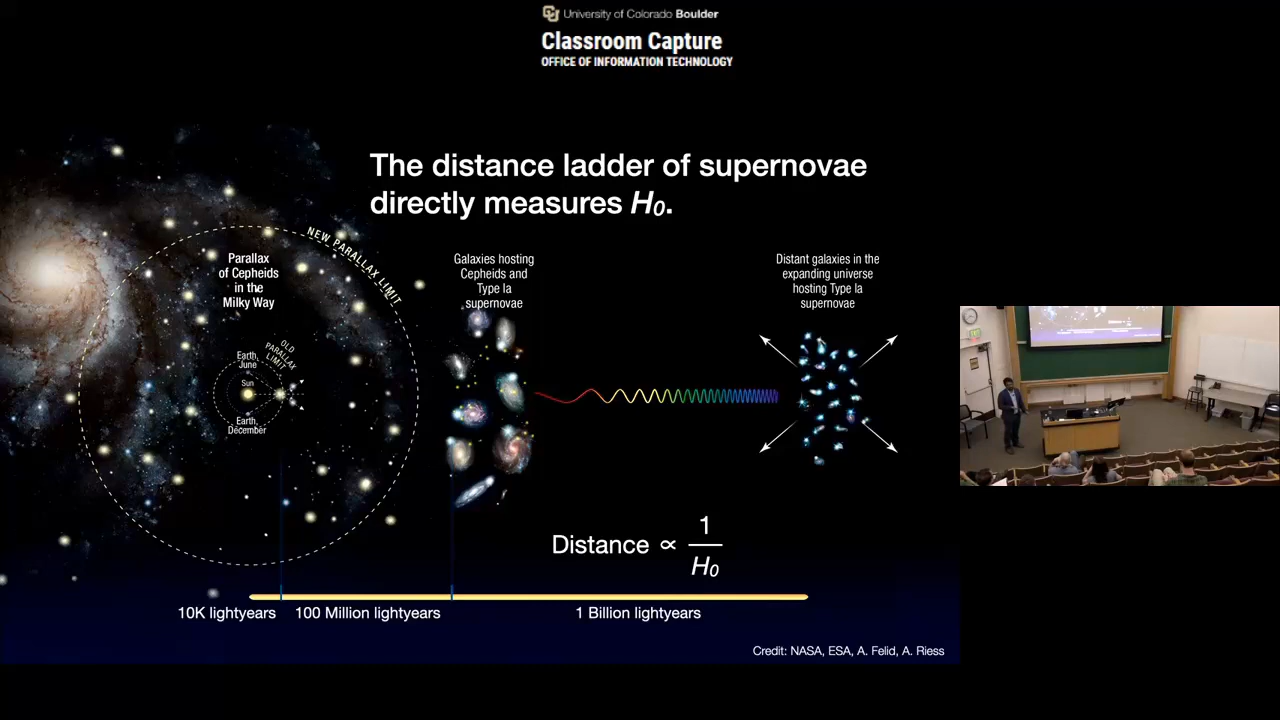 University of Colorado Boulder
Classroom Capture
OFFICE OF INFORMATION TECHNOLOGY
The distance ladder of supernovae
directly measures H0.
NEW PARALLAX LIMIT
Parallax
of Cepheids
in the
Milky Way
Galaxies hosting
Cepheids and
Type Ia
supernovae
Distant galaxies in the
expanding universe
hosting Type Ia
supernovae
OLD
PARALLAX
LIMIT
Earth,
June
Sun
Earth,
December
Distance ∝ 1
H0
10K lightyears
100 Million lightyears
1 Billion lightyears
Credit: NASA, ESA, A. Felid, A. Riess